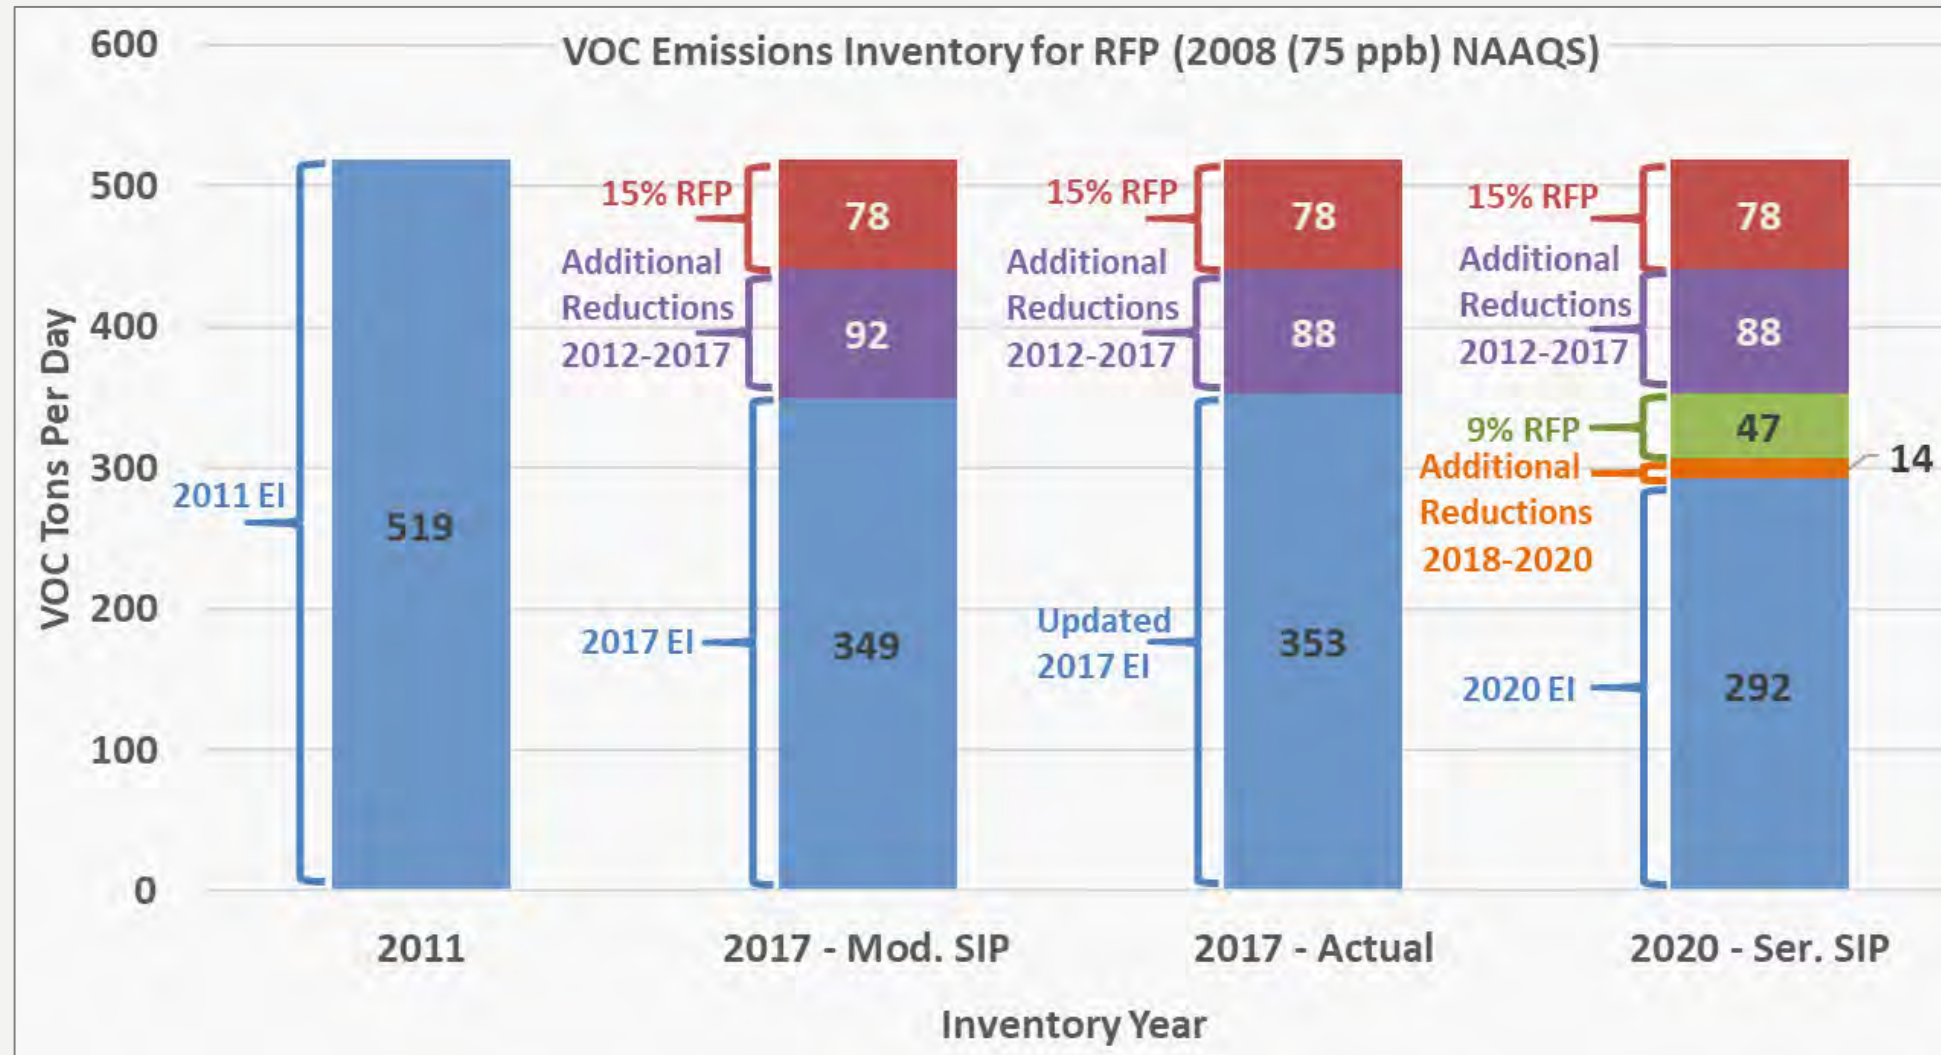 VOC Emissions Inventory for RFP (2008 (75 ppb) NAAQS)
VOC Tons Per Day
600
500
400
300
200
100
0
2011 EI
519
15% RFP
78
Additional
Reductions
2012-2017
92
2017 EI
349
15% RFP
78
Additional
Reductions
2012-2017
88
Updated
2017 EI
353
15% RFP
78
Additional
Reductions
2012-2017
88
9% RFP
47
Additional
Reductions
2018-2020
14
2020 EI
292
2011
2017 - Mod. SIP
2017 - Actual
2020 - Ser. SIP
Inventory Year